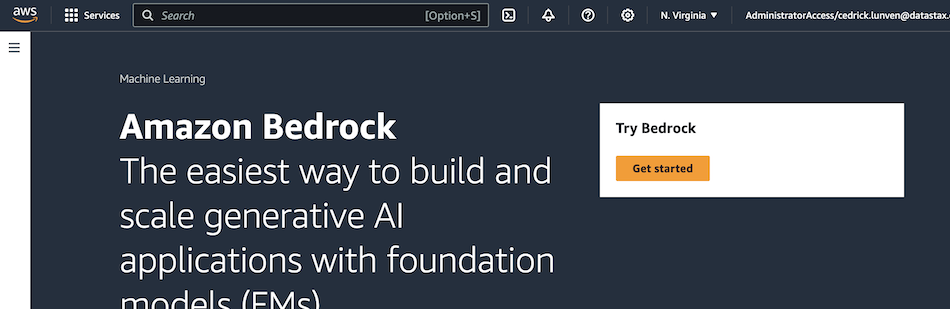 aws
Services
Search
[Option+S]
N. Virginia
AdministratorAccess/cedrick.lunven@datastax.
Machine Learning
Amazon Bedrock
The easiest way to build and
scale generative AI
applications with foundation
models (FMs)
Try Bedrock
Get started